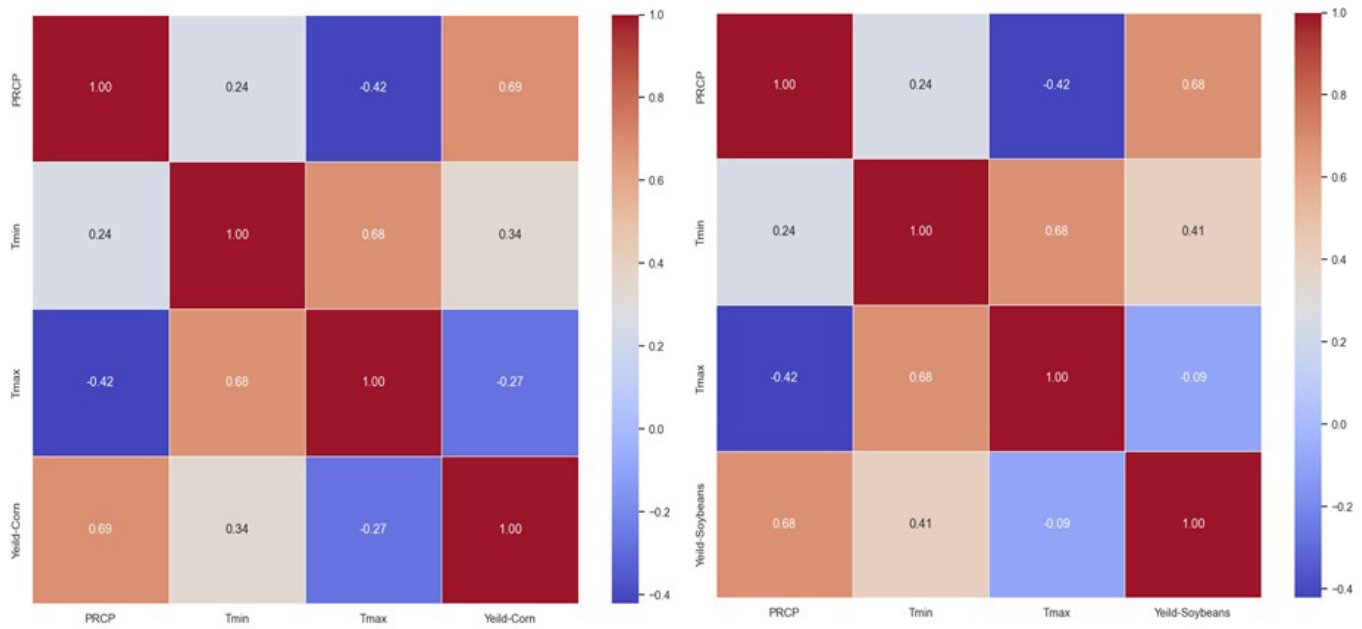 PRCP 1.00 0.24 -0.42 0.69
Tmin 0.24 1.00 0.68 0.34
Tmax -0.42 0.68 1.00 -0.27
Yeild-Corn 0.69 0.34 -0.27 1.00
PRCP Tmin Tmax Yeild-Corn
1.0
0.8
0.6
0.4
0.2
0.0
-0.2
-0.4
PRCP 1.00 0.24 -0.42 0.68
Tmin 0.24 1.00 0.68 0.41
Tmax -0.42 0.68 1.00 -0.09
Yeild-Soybeans 0.68 0.41 -0.09 1.00
PRCP Tmin Tmax Yeild-Soybeans
1.0
0.8
0.6
0.4
0.2
0.0
-0.2
-0.4